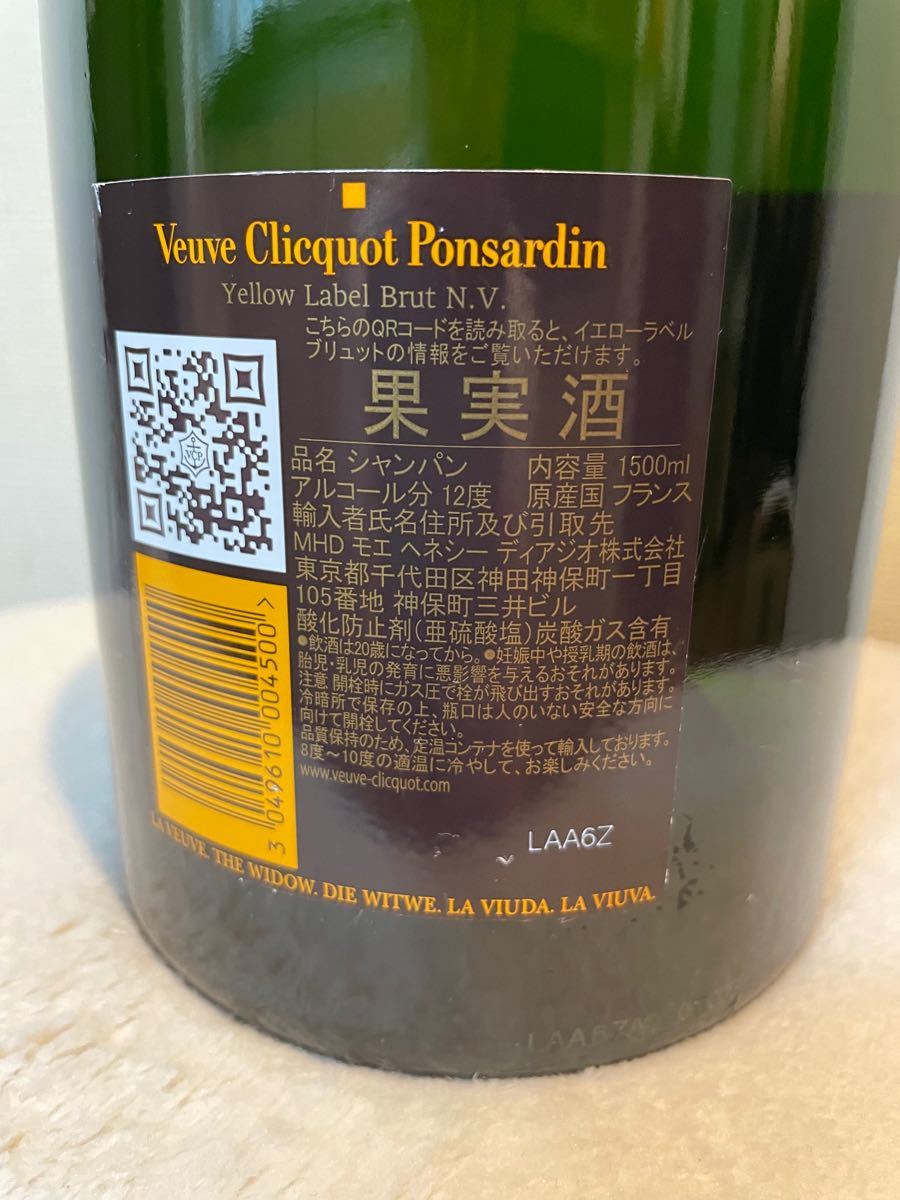 Veuve Clicquot Ponsardin
Yellow Label Brut N.V.
こちらのQRコードを読み取ると、イエローラベル
ブリュットの情報をご覧いただけます。
果実酒
品名 シャンパン 内容量 1500ml
アルコール分 12度 原産国 フランス
輸入者氏名住所及び引取先
MHD モエ ヘネシー ディアジオ株式会社
東京都千代田区神田神保町一丁目
105番地 神保町三井ビル
酸化防止剤(亜硫酸塩)炭酸ガス含有
●飲酒は20歳になってから。●妊娠中や授乳期の飲酒は、
胎児・乳児の発育に悪影響を与えるおそれがあります。
注意 開栓時にガス圧で栓が飛び出すおそれがあります。
冷暗所で保存の上、瓶口は人のいない安全な方向に
向けて開栓してください。
品質保持のため、定温コンテナを使って輸入しております。
8度〜10度の適温に冷やして、お楽しみください。
www.veuve-clicquot.com
VCP
3 049610 004500 >
LAA6Z
LA VEUVE. THE WIDOW. DIE WITWE. LA VIUDA. LA VIUVA.
LAA6ZA